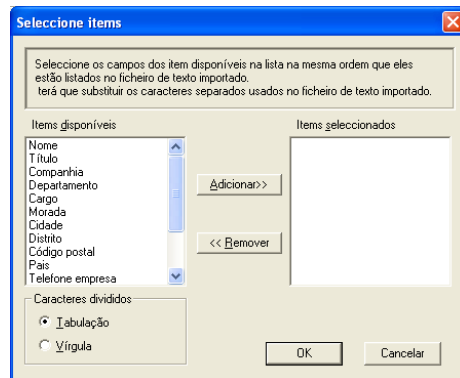 Seleccione items
Seleccione os campos dos item disponíveis na lista na mesma ordem que eles
estão listados no ficheiro de texto importado.
terá que substituir os caracteres separados usados no ficheiro de texto importado.
Items disponíveis
Items seleccionados
Nome
Título
Companhia
Departamento
Cargo
Morada
Cidade
Distrito
Código postal
Pais
Telefone empresa
Adicionar>>
<< Remover
Caracteres divididos
Tabulação
Vírgula
OK
Cancelar